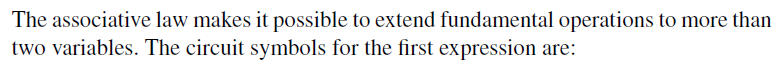 The associative law makes it possible to extend fundamental operations to more than
two variables. The circuit symbols for the first expression are: